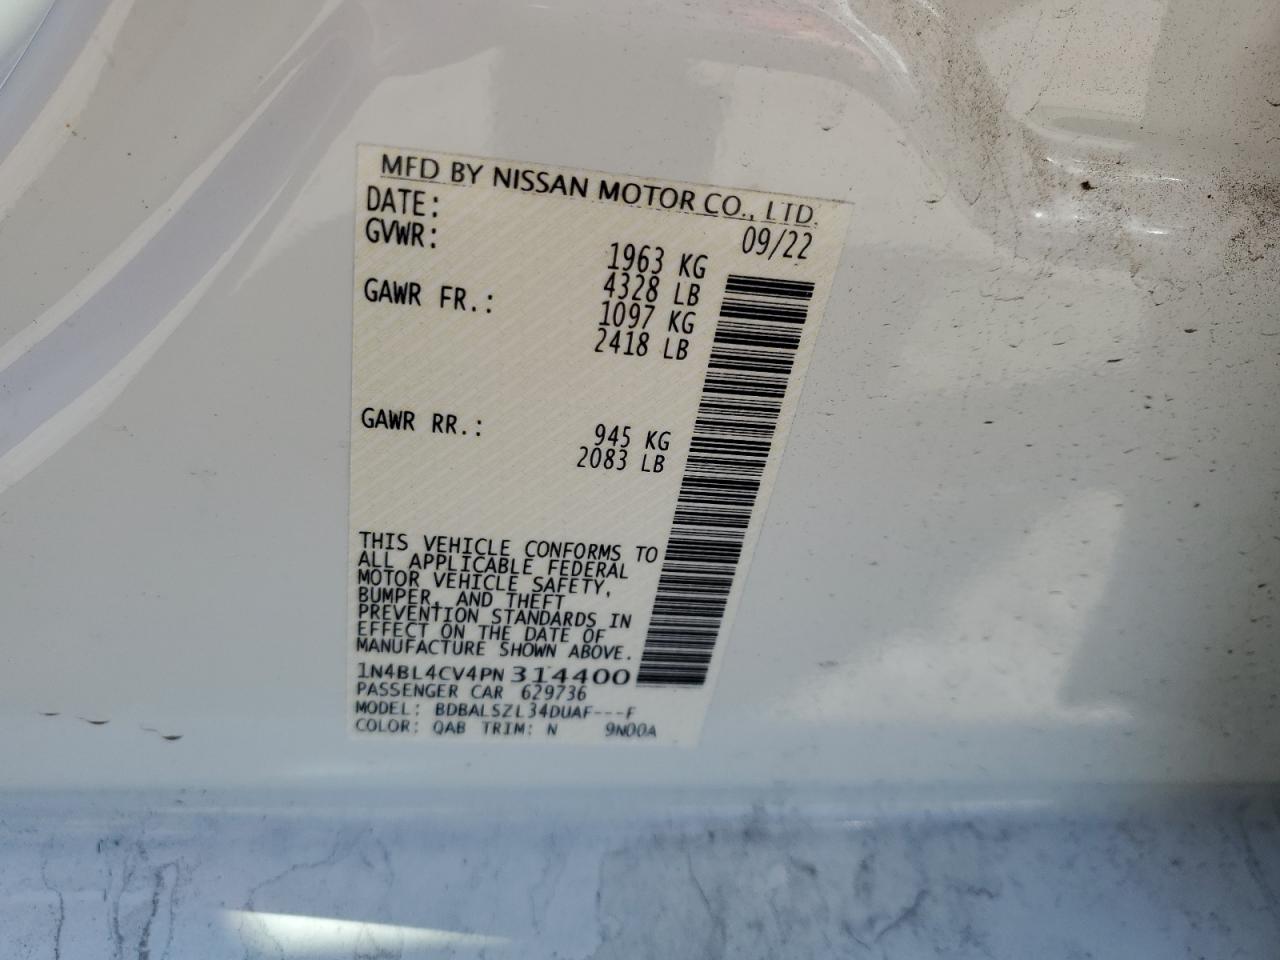 MFD BY NISSAN MOTOR CO., LTD.
DATE: 09/22
GVWR: 1963 KG
4328 LB
GAWR FR.: 1097 KG
2418 LB
GAWR RR.: 945 KG
2083 LB
THIS VEHICLE CONFORMS TO
ALL APPLICABLE FEDERAL
MOTOR VEHICLE SAFETY,
BUMPER, AND THEFT
PREVENTION STANDARDS IN
EFFECT ON THE DATE OF
MANUFACTURE SHOWN ABOVE.
1N4BL4CV4PN314400
PASSENGER CAR 629736
MODEL: BDBALSZL34DUAF---F
COLOR: QAB TRIM: N 9N00A